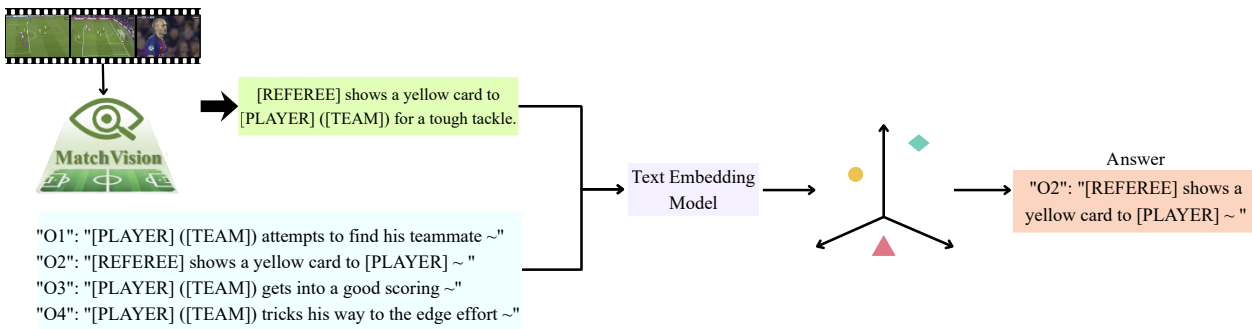 [REFEREE] shows a yellow card to
[PLAYER] ([TEAM]) for a tough tackle.
MatchVision
"O1": "[PLAYER] ([TEAM]) attempts to find his teammate ~"
"O2": "[REFEREE] shows a yellow card to [PLAYER] ~ "
"O3": "[PLAYER] ([TEAM]) gets into a good scoring ~"
"O4": "[PLAYER] ([TEAM]) tricks his way to the edge effort ~"
Text Embedding
Model
Answer
"O2": "[REFEREE] shows a
yellow card to [PLAYER] ~ "